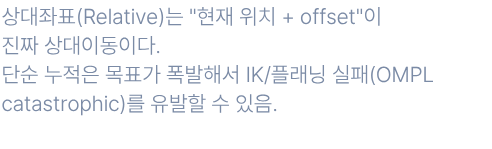 상대좌표(Relative)는 "현재 위치 + offset"이
진짜 상대이동이다.
단순 누적은 목표가 폭발해서 IK/플래닝 실패(OMPL
catastrophic)를 유발할 수 있음.